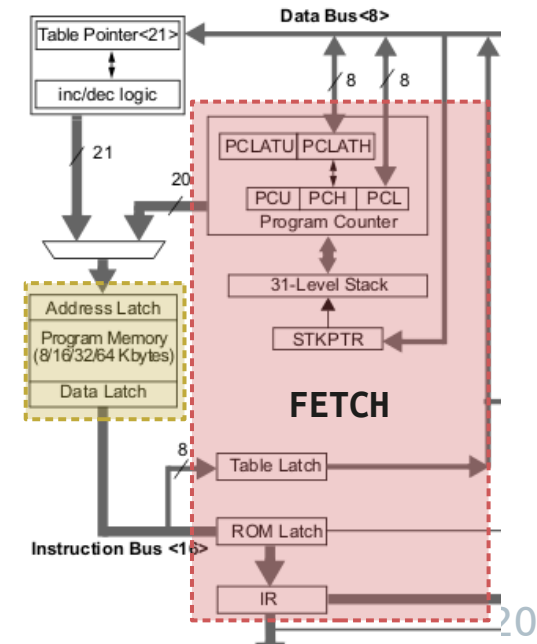 Data Bus<8>
Table Pointer<21>
inc/dec logic
8
8
21
20
PCLATU PCLATH
PCU PCH PCL
Program Counter
31-Level Stack
STKPTR
Address Latch
Program Memory
(8/16/32/64 Kbytes)
Data Latch
FETCH
8
Table Latch
ROM Latch
Instruction Bus <16>
IR
20